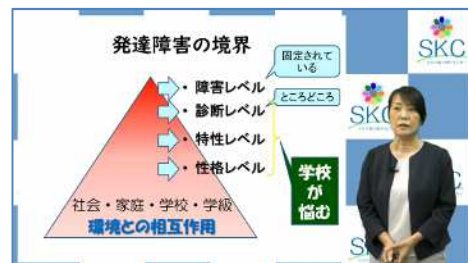 発達障害の境界
固定されて
いる
・障害レベル
ところどころ
・診断レベル
・特性レベル
・性格レベル
学校
が
悩む
社会・家庭・学校・学級
環境との相互作用
SKC
SKC
S